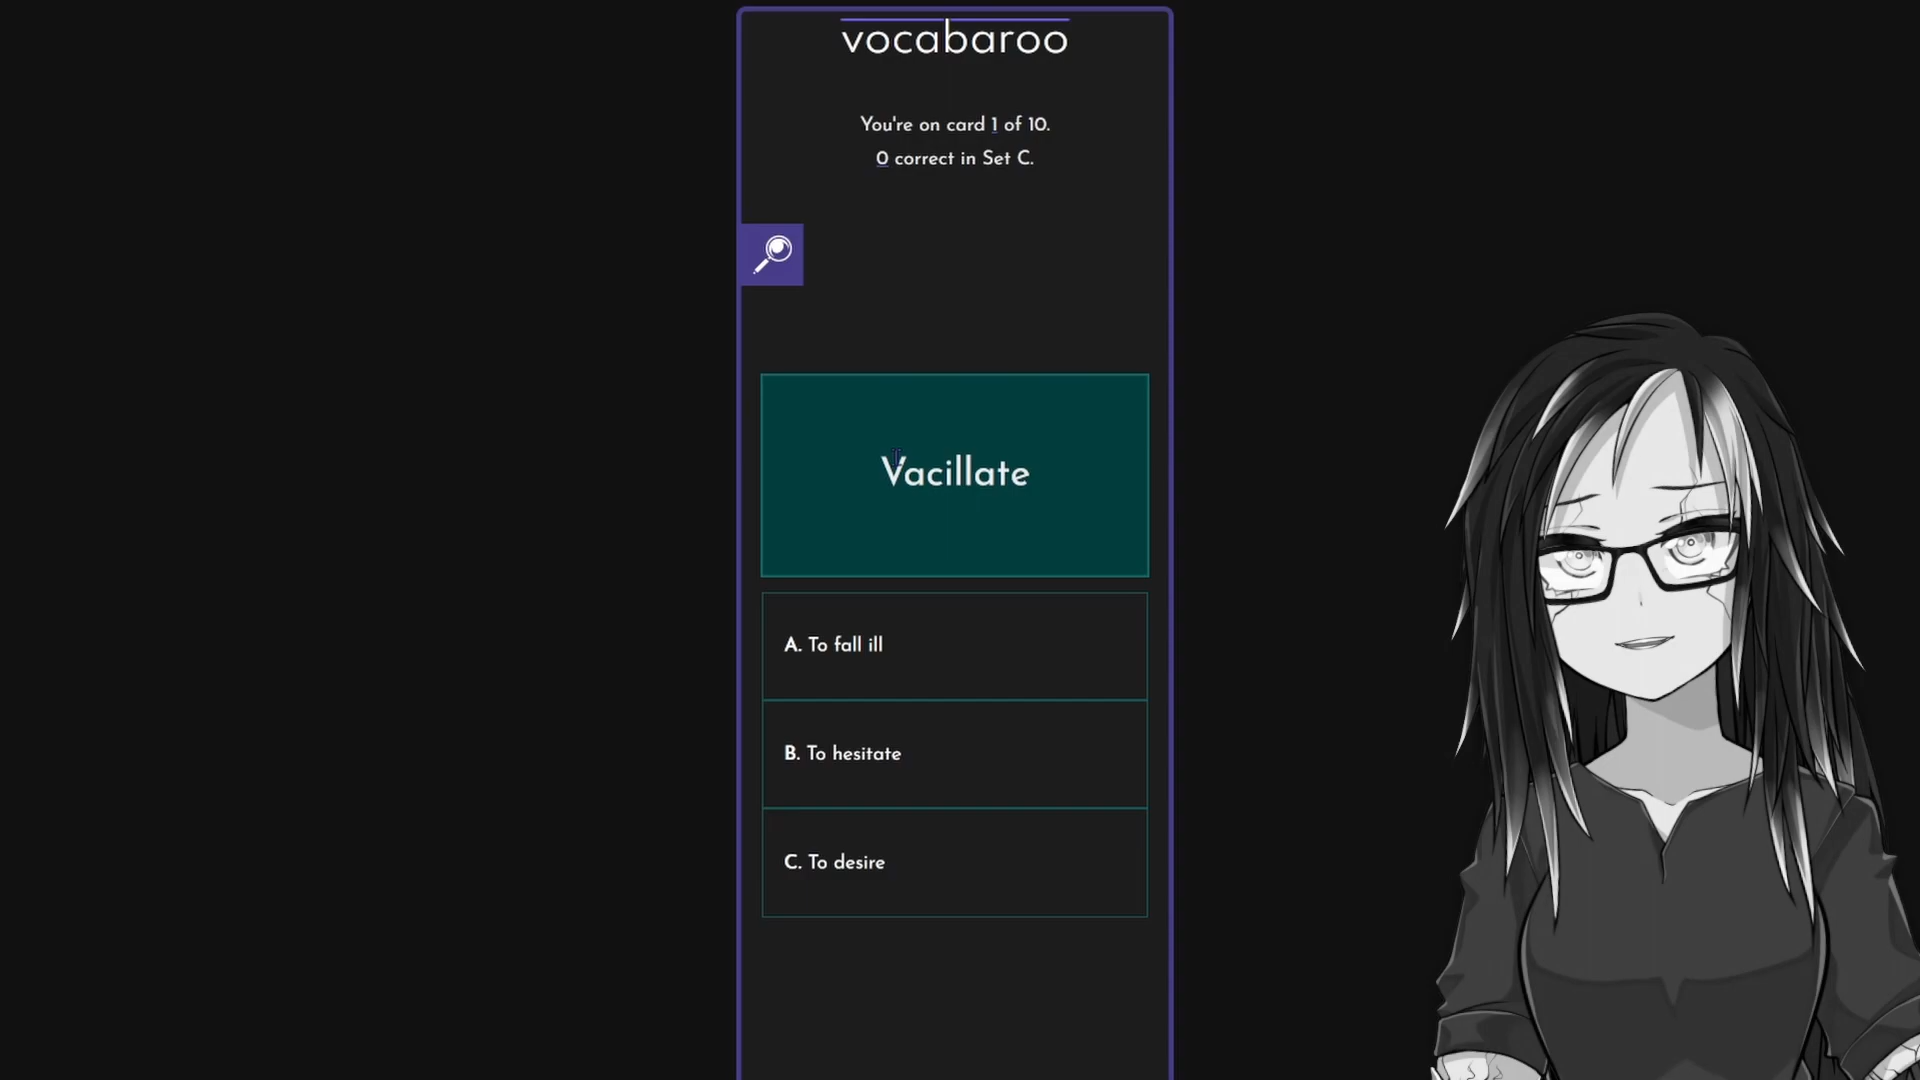 vocabaroo
You're on card 1 of 10.
0 correct in Set C.
Vacillate
A. To fall ill
B. To hesitate
C. To desire